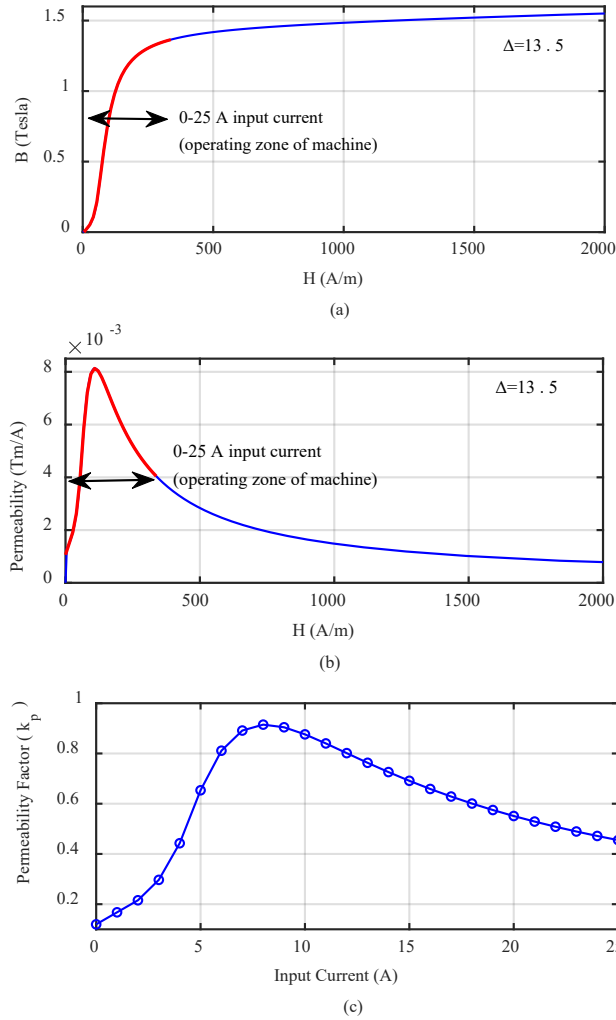 1.5
1
0.5
0
B (Tesla)
Δ=13 . 5
0-25 A input current
(operating zone of machine)
0 500 1000 1500 2000
H (A/m)
(a)
× 10 -3
8
6
4
2
0
Permeability (Tm/A)
Δ=13 . 5
0-25 A input current
(operating zone of machine)
0 500 1000 1500 2000
H (A/m)
(b)
1
0.8
0.6
0.4
0.2
Permeability Factor ( k p )
0 5 10 15 20
Input Current (A)
(c)